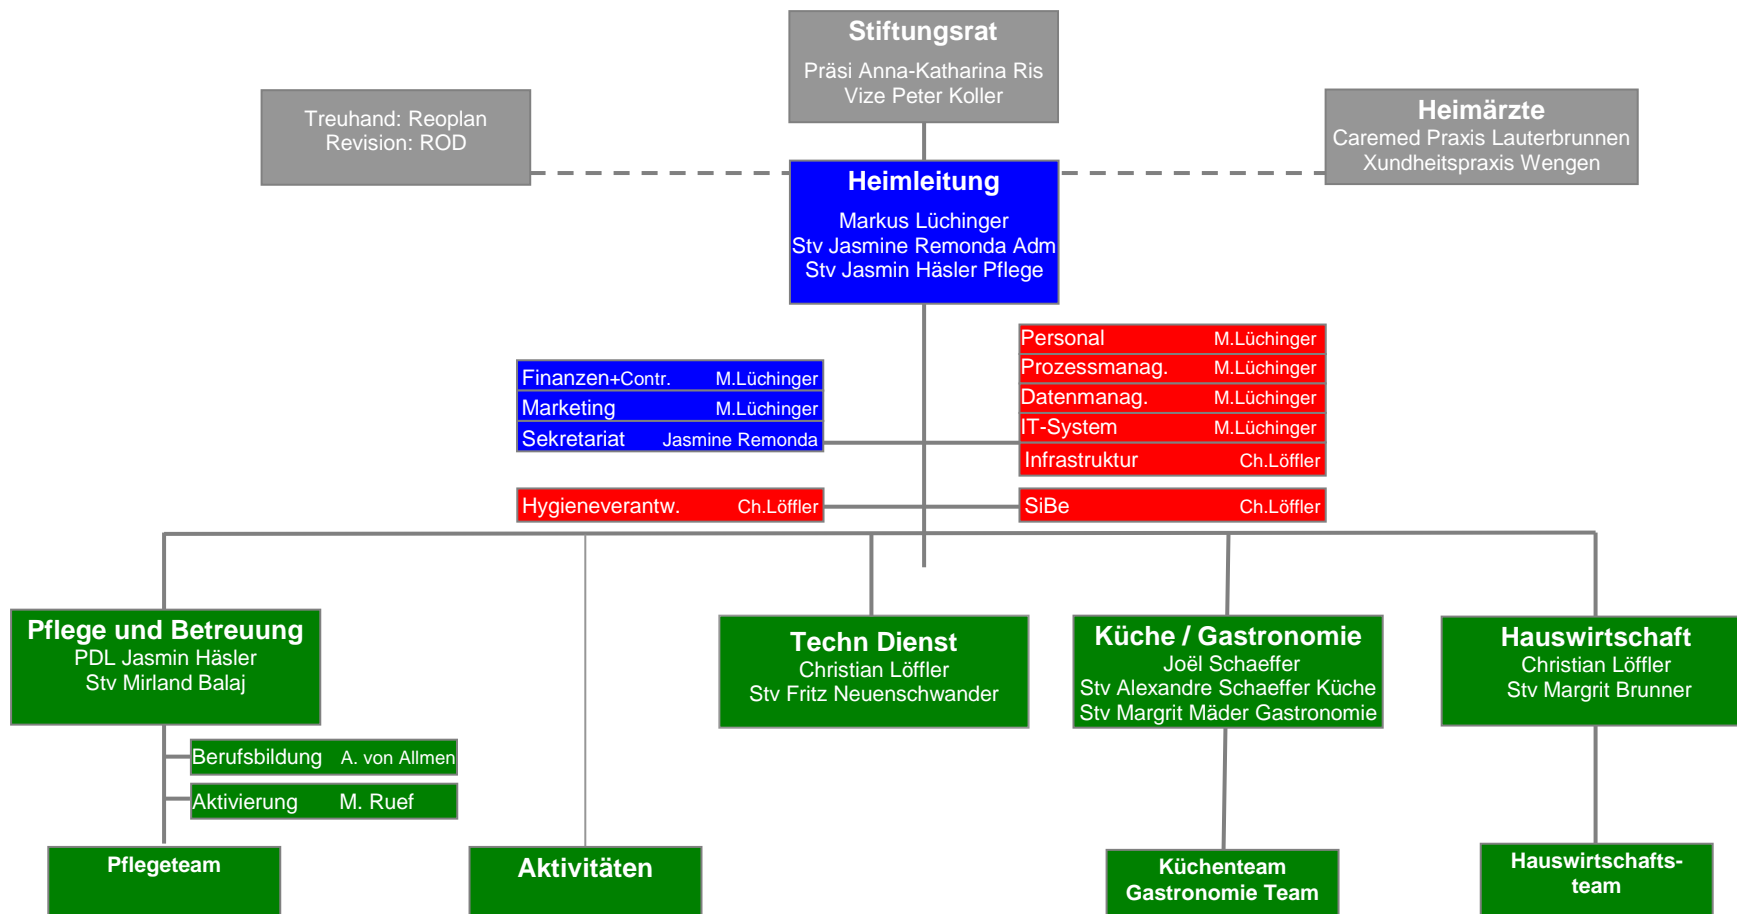 Stiftungsrat
Präsi Anna-Katharina Ris
Vize Peter Koller
Treuhand: Reoplan
Revision: ROD
Heimärzte
Caremed Praxis Lauterbrunnen
Xundheitspraxis Wengen
Heimleitung
Markus Lüchinger
Stv Jasmine Remonda Adm
Stv Jasmin Häsler Pflege
Finanzen+Contr. M.Lüchinger
Marketing M.Lüchinger
Sekretariat Jasmine Remonda
Personal M.Lüchinger
Prozessmanag. M.Lüchinger
Datenmanag. M.Lüchinger
IT-System M.Lüchinger
Infrastruktur Ch.Löffler
Hygieneverantw. Ch.Löffler
SiBe Ch.Löffler
Pflege und Betreuung
PDL Jasmin Häsler
Stv Mirland Balaj
Techn Dienst
Christian Löffler
Stv Fritz Neuenschwander
Küche / Gastronomie
Joël Schaeffer
Stv Alexandre Schaeffer Küche
Stv Margrit Mäder Gastronomie
Hauswirtschaft
Christian Löffler
Stv Margrit Brunner
Berufsbildung A. von Allmen
Aktivierung M. Ruef
Pflegeteam
Aktivitäten
Küchenteam
Gastronomie Team
Hauswirtschafts-
team